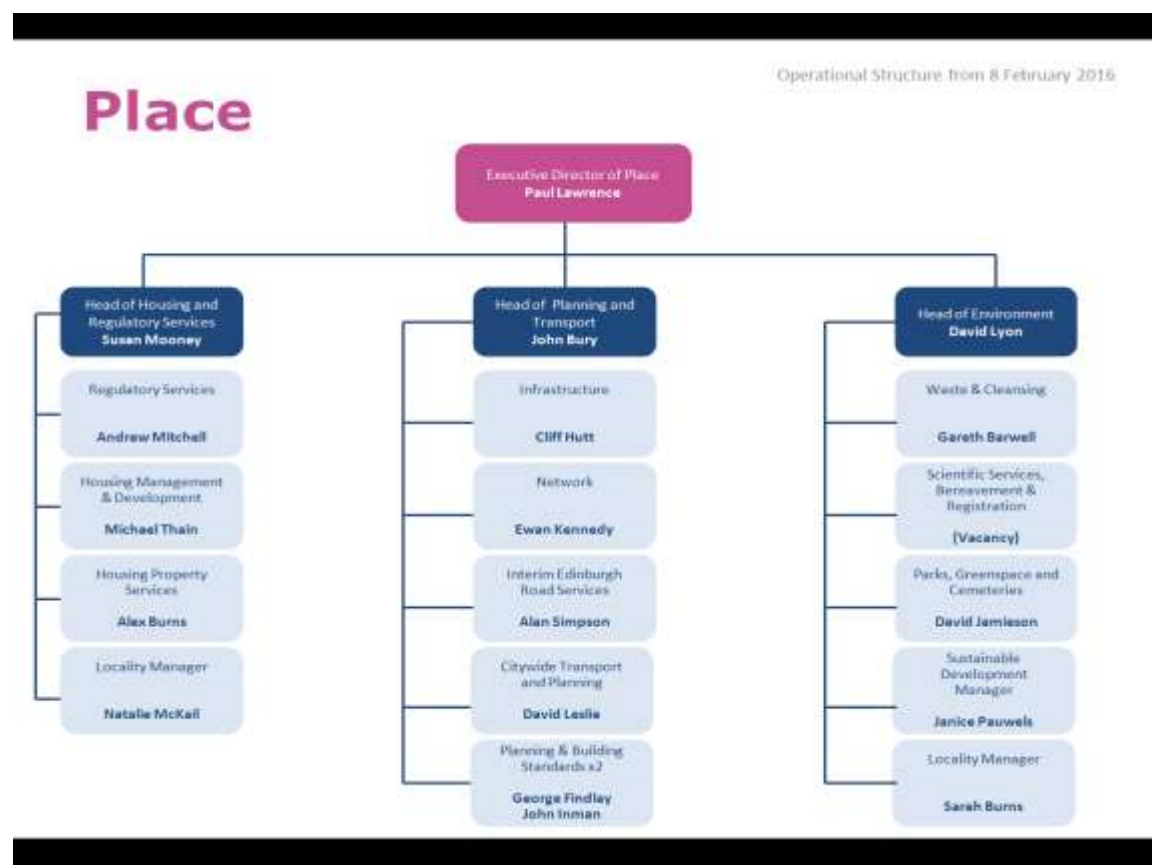 Operational Structure from 8 February 2016
Place
Executive Director of Place
Paul Lawrence
Head of Housing and
Regulatory Services
Susan Mooney
Regulatory Services
Andrew Mitchell
Housing Management
& Development
Michael Thain
Housing Property
Services
Alex Burns
Locality Manager
Natalie McKail
Head of Planning and
Transport
John Bury
Infrastructure
Cliff Hutt
Network
Ewan Kennedy
Interim Edinburgh
Road Services
Alan Simpson
Citywide Transport
and Planning
David Leslie
Planning & Building
Standards x2
George Findlay
John Inman
Head of Environment
David Lyon
Waste & Cleansing
Gareth Barwell
Scientific Services,
Bereavement &
Registration
(Vacancy)
Parks, Greenspace and
Cemeteries
David Jamieson
Sustainable
Development
Manager
Janice Pauwels
Locality Manager
Sarah Burns